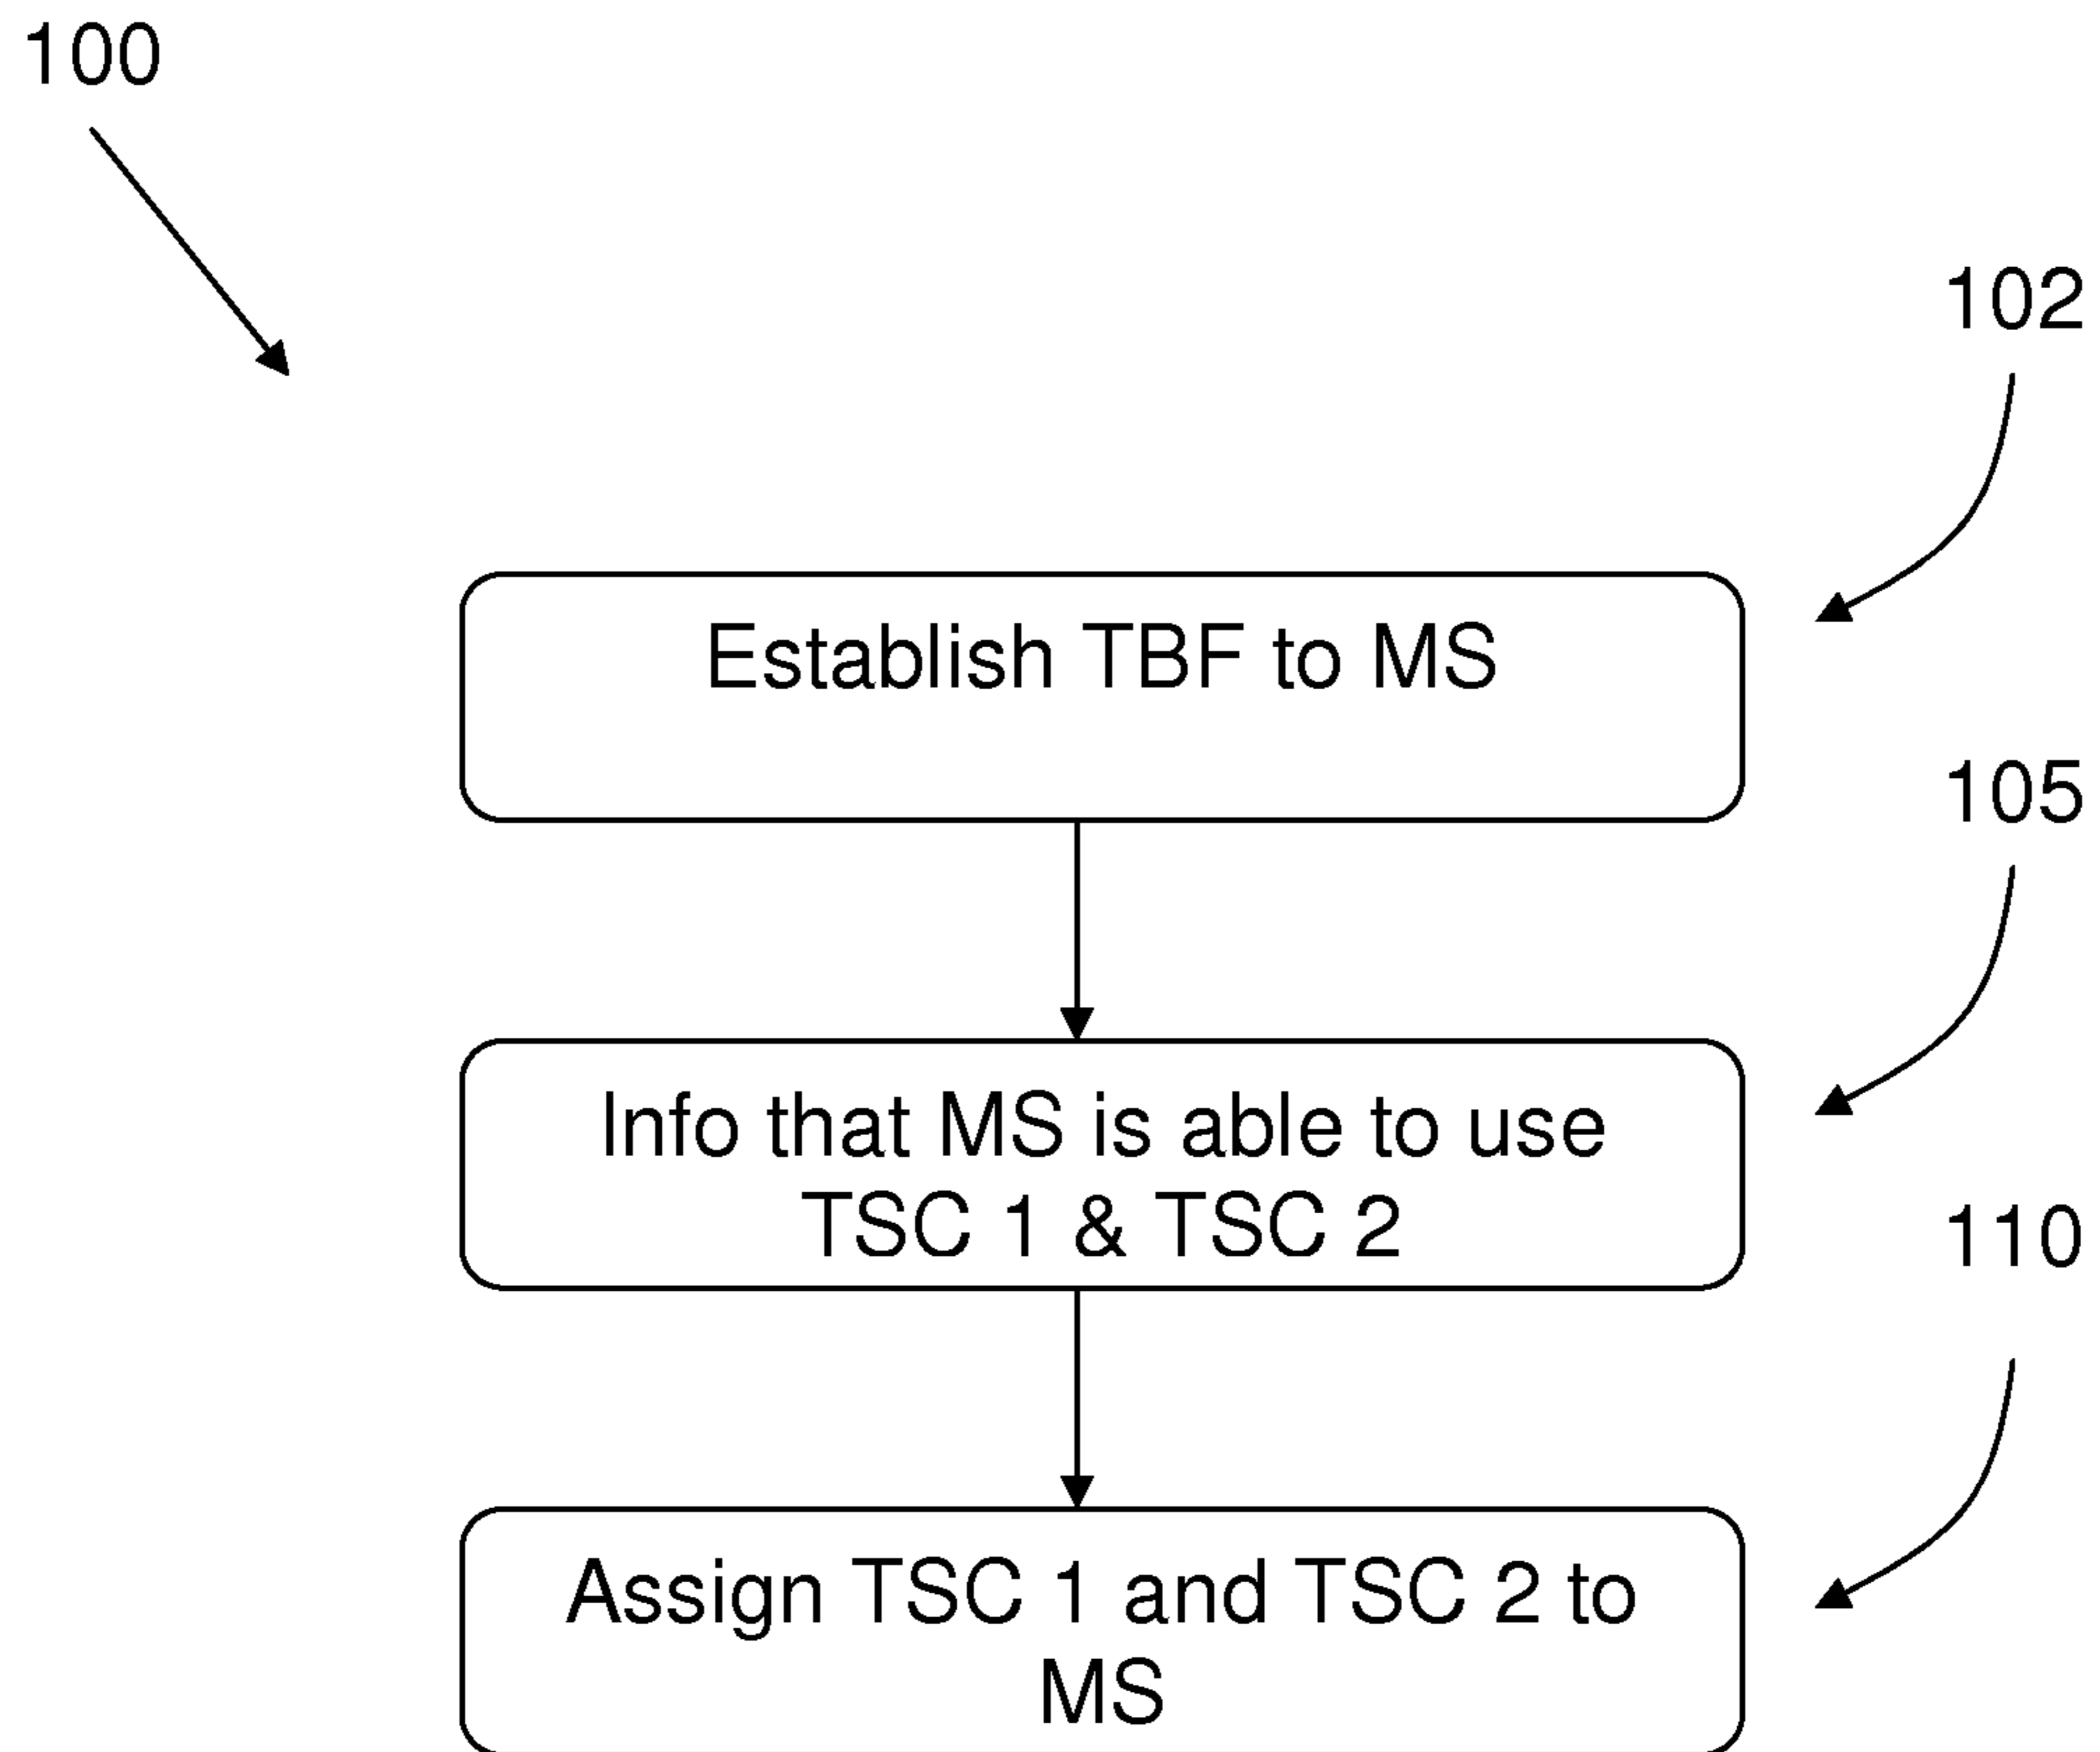 100
102
Establish TBF to MS
105
Info that MS is able to use
TSC 1 & TSC 2
110
Assign TSC 1 and TSC 2 to
MS